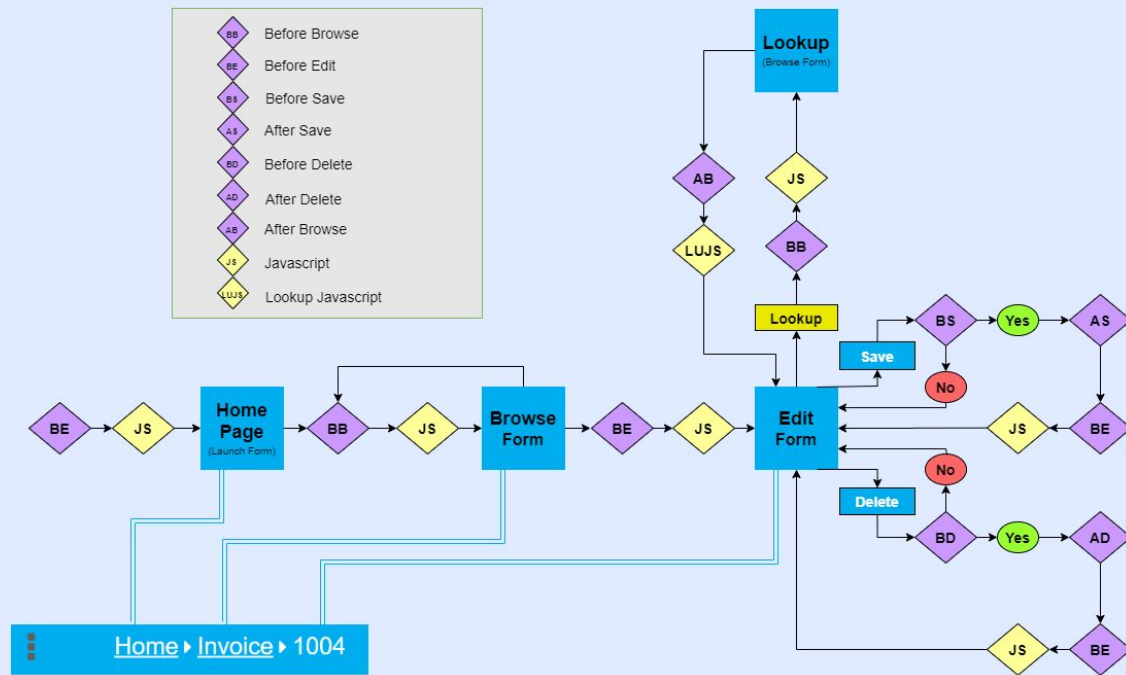 BB Before Browse
BE Before Edit
BS Before Save
AS After Save
BD Before Delete
AD After Delete
AB After Browse
JS Javascript
LUJS Lookup Javascript
Lookup
(Browse Form)
AB
JS
LUJS
BB
Lookup
BS
Yes
AS
Save
No
BE
JS
Home
Page
(Launch Form)
BB
JS
Browse
Form
BE
JS
Edit
Form
JS
BE
No
Delete
BD
Yes
AD
JS
BE
Home Invoice 1004